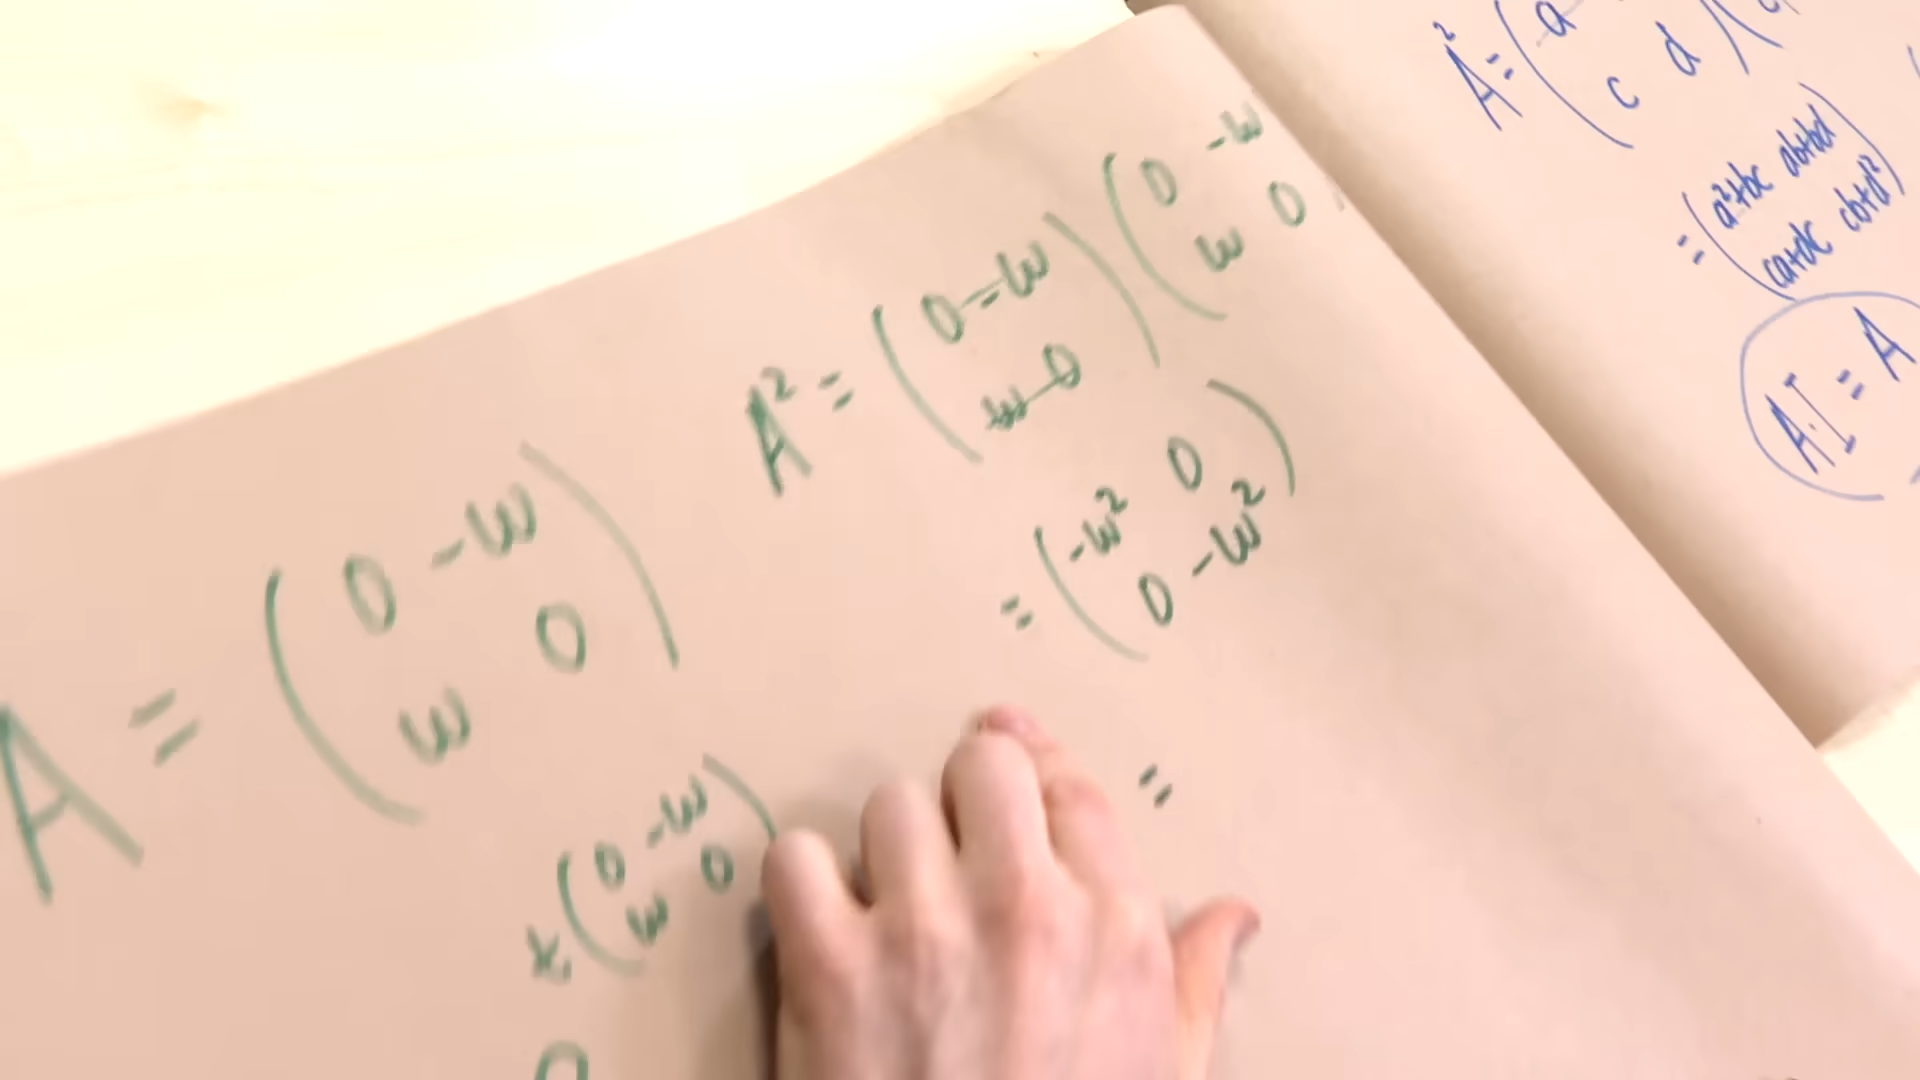 A = ( 0 -w
w 0 )
x ( 0 -w
w 0 )
A² = ( 0 -w
w 0 ) ( 0 -w
w 0
= ( -w² 0
0 -w² )
=
A² = ( a
c d ) (
= ( a²+bc ab+bd
ca+dc cb+d² )
A·I = A